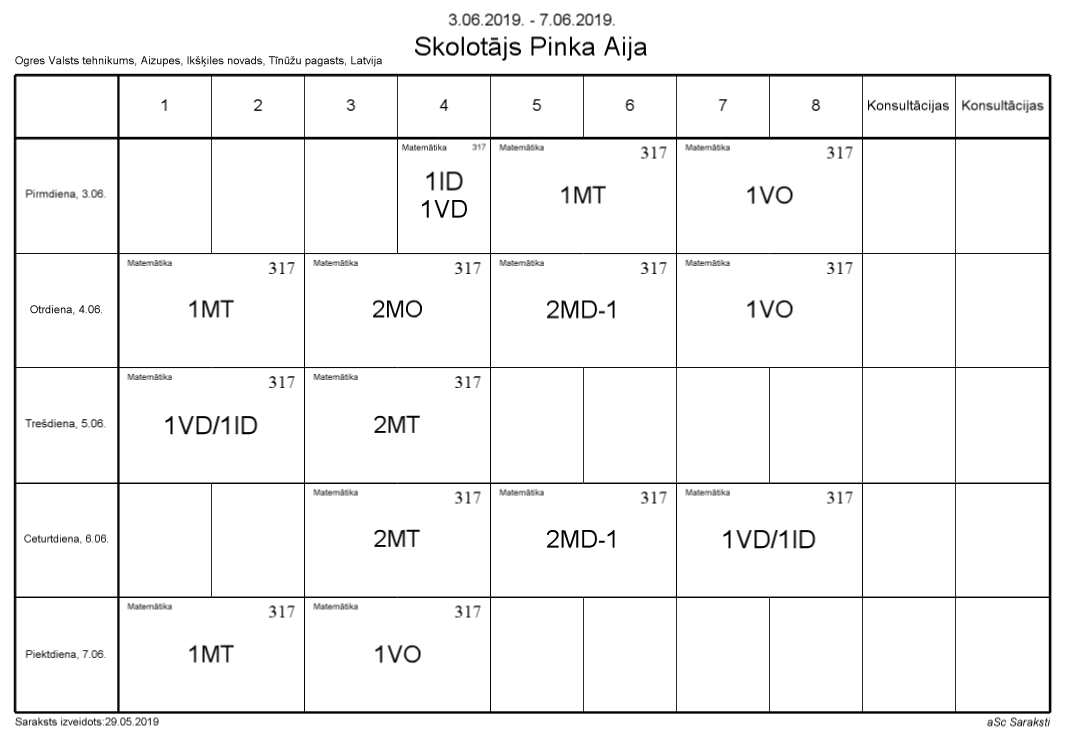 3.06.2019. - 7.06.2019.
Skolotājs Pinka Aija
Ogres Valsts tehnikums, Aizupes, Ikšķiles novads, Tīnūžu pagasts, Latvija
1 2 3 4 5 6 7 8 Konsultācijas Konsultācijas
Matemātika 317 Matemātika 317 Matemātika 317
Pirmdiena, 3.06. 1ID 1MT 1VO
1VD
Matemātika 317 Matemātika 317 Matemātika 317 Matemātika 317
Otrdiena, 4.06. 1MT 2MO 2MD-1 1VO
Matemātika 317 Matemātika 317
Trešdiena, 5.06. 1VD/1ID 2MT
Matemātika 317 Matemātika 317 Matemātika 317
Ceturtdiena, 6.06. 2MT 2MD-1 1VD/1ID
Matemātika 317 Matemātika 317
Piektdiena, 7.06. 1MT 1VO
Saraksts izveidots:29.05.2019 aSc Saraksti